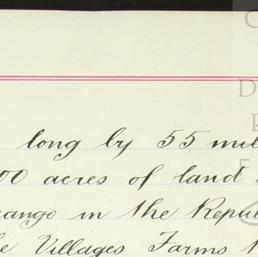 long by 55 mil
00 acres of land
ango in the Repu
Villages Farms